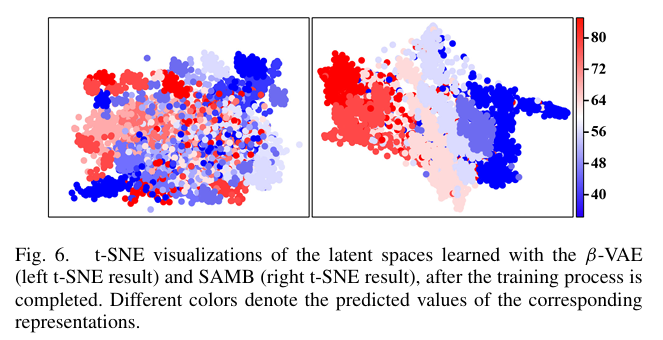 80
72
64
56
48
40
Fig. 6. t-SNE visualizations of the latent spaces learned with the β-VAE
(left t-SNE result) and SAMB (right t-SNE result), after the training process is
completed. Different colors denote the predicted values of the corresponding
representations.